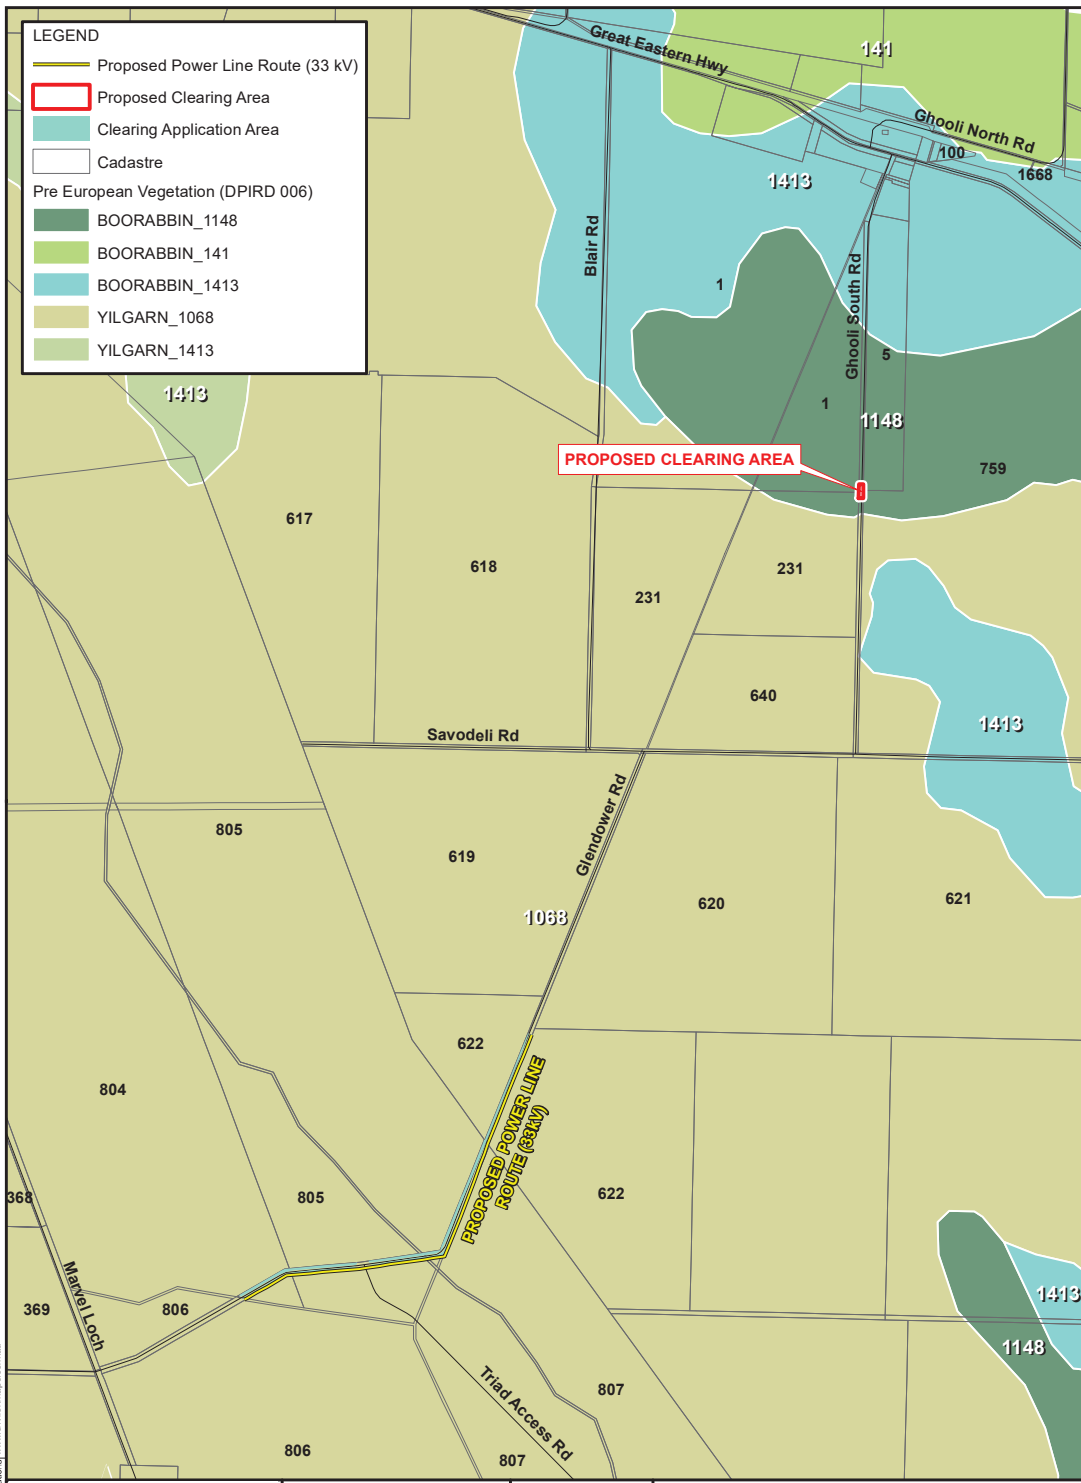 LEGEND
Proposed Power Line Route (33 kV)
Proposed Clearing Area
Clearing Application Area
Cadastre
Pre European Vegetation (DPIRD 006)
BOORABBIN_1148
BOORABBIN_141
BOORABBIN_1413
YILGARN_1068
YILGARN_1413
Great Eastern Hwy
141
Ghooli North Rd
100
1668
1413
Blair Rd
1
Ghooli South Rd
5
1413
1
1148
PROPOSED CLEARING AREA
759
617
618
231
231
640
1413
Savodeli Rd
Glendower Rd
805
619
620
621
1068
622
804
PROPOSED POWER LINE
ROUTE (33kV)
368
805
622
Marvel Loch
369
806
1413
1148
Triad Access Rd
807
806
807